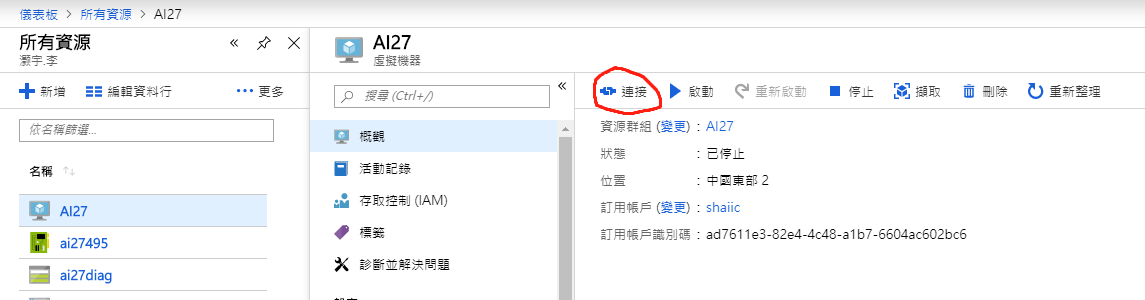 儀表板 > 所有資源 > AI27
所有資源
灝宇.李
新增 編輯資料行 ··· 更多
依名稱篩選...
名稱 ↑↓
AI27
ai27495
ai27diag
AI27
虛擬機器
搜尋 (Ctrl+/)
概觀
活動記錄
存取控制 (IAM)
標籤
診斷並解決問題
連接 啟動 重新啟動 停止 擷取 刪除 重新整理
資源群組 (變更) : AI27
狀態 : 已停止
位置 : 中國東部 2
訂用帳戶 (變更) : shaiic
訂用帳戶識別碼 : ad7611e3-82e4-4c48-a1b7-6604ac602bc6